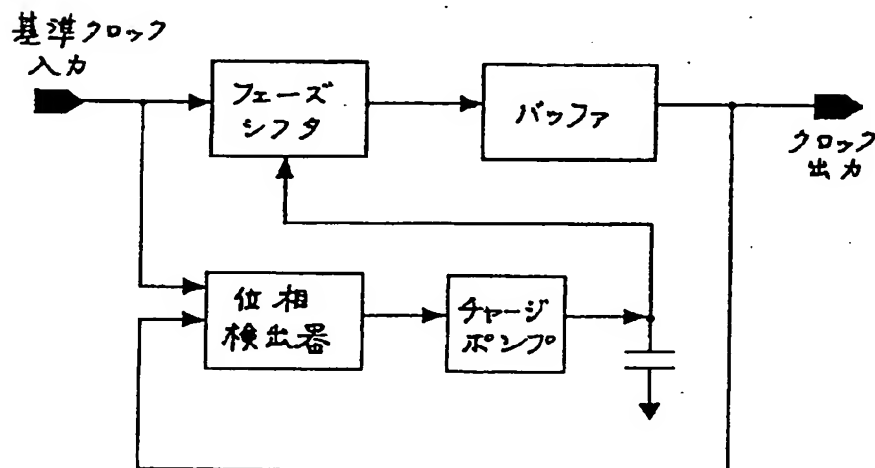 基準クロック
入力
フェーズ
シフタ
バッファ
クロック
出力
位相
検出器
チャージ
ポンプ